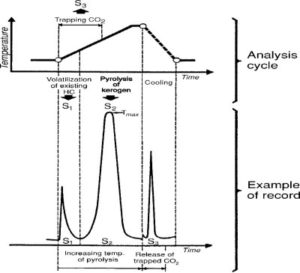 S3
Trapping CO2
Temperature
Analysis
cycle
Time
Volatilization
of existing
HC
Pyrolysis
of
kerogen
Cooling
S1
S2
Tmax
Example
of record
S1
S2
S3
Time
Increasing temp.
of pyrolysis
Release of
trapped CO2